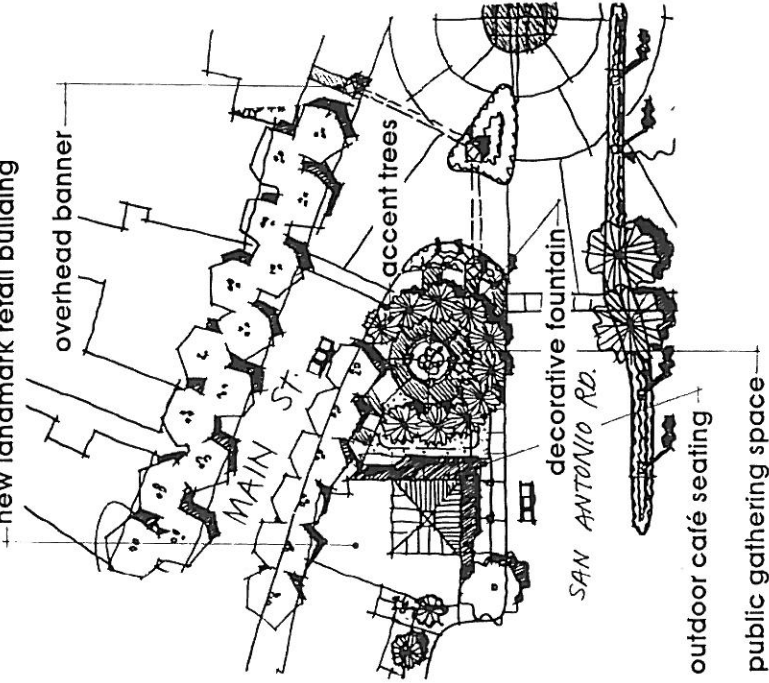 new landmark retail building
overhead banner
accent trees
MAIN ST.
decorative fountain
SAN ANTONIO RD.
outdoor café seating
public gathering space